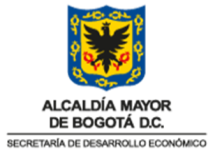 ALCALDÍA MAYOR
DE BOGOTÁ D.C.
SECRETARÍA DE DESARROLLO ECONÓMICO